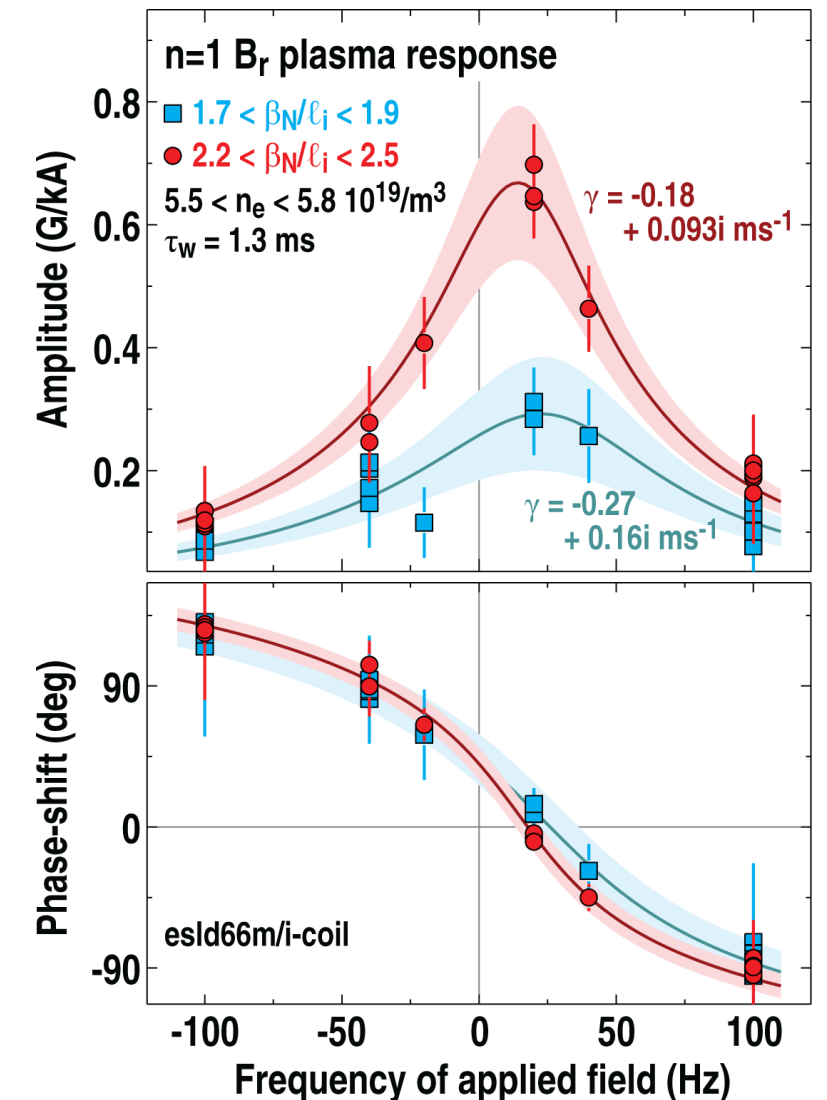 n=1 Br plasma response
1.7 < βN/ℓi < 1.9
2.2 < βN/ℓi < 2.5
5.5 < ne < 5.8 10^19/m^3
τw = 1.3 ms
γ = -0.18
+ 0.093i ms^-1
γ = -0.27
+ 0.16i ms^-1
Amplitude (G/kA)
0.8
0.6
0.4
0.2
Phase-shift (deg)
90
0
-90
esld66m/i-coil
-100 -50 0 50 100
Frequency of applied field (Hz)